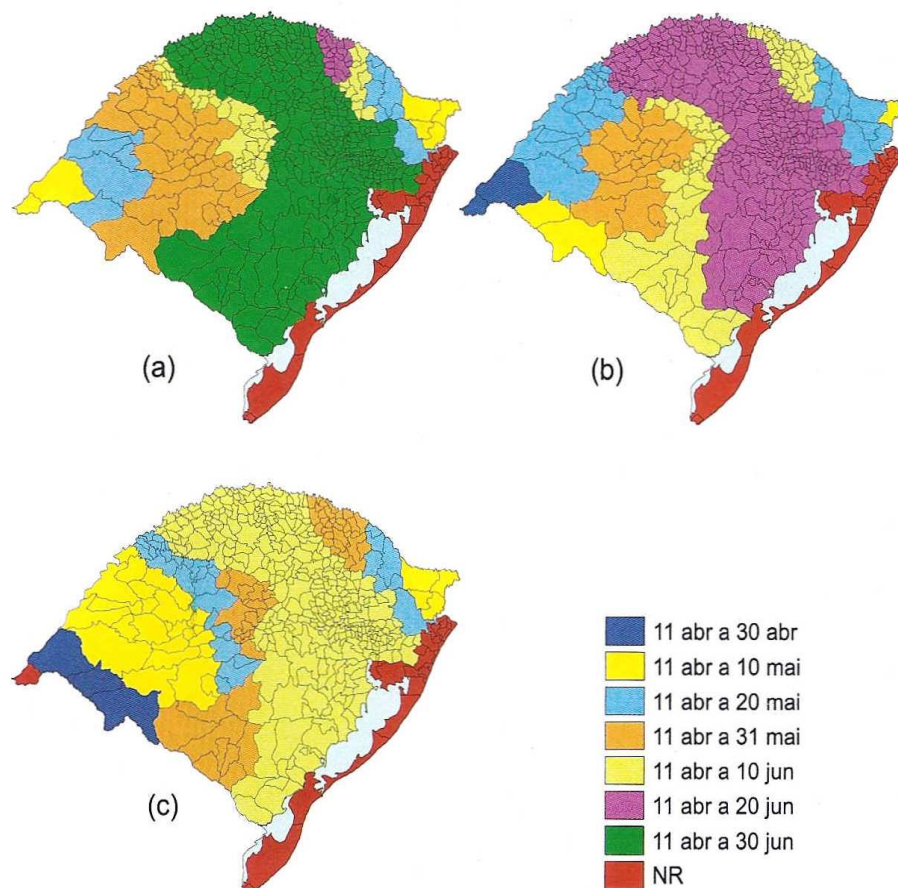 (a)
(b)
(c)
11 abr a 30 abr
11 abr a 10 mai
11 abr a 20 mai
11 abr a 31 mai
11 abr a 10 jun
11 abr a 20 jun
11 abr a 30 jun
NR